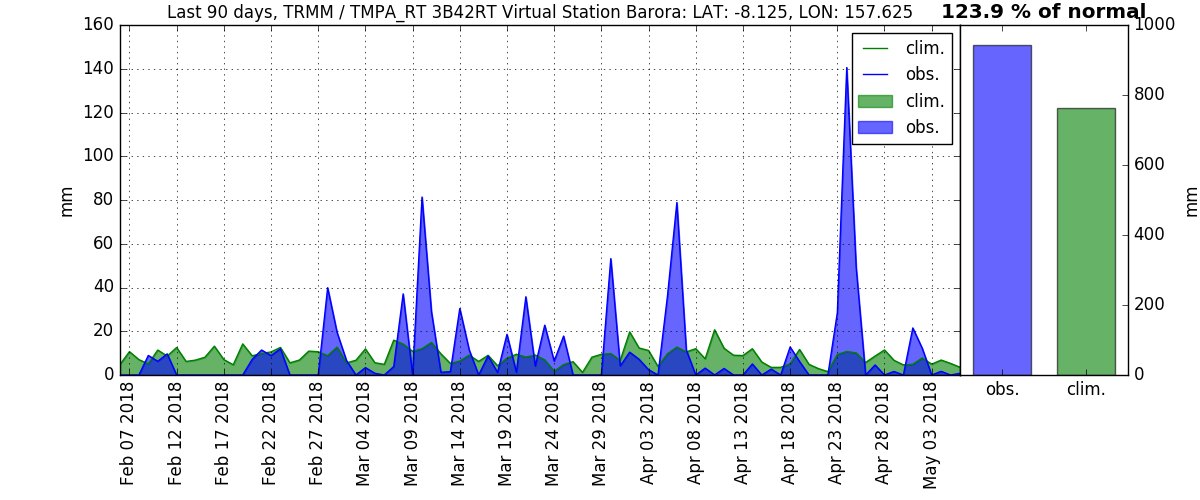 Last 90 days, TRMM / TMPA_RT 3B42RT Virtual Station Barora: LAT: -8.125, LON: 157.625
123.9 % of normal
160
140
120
100
80
60
40
20
0
mm
clim.
obs.
clim.
obs.
1000
800
600
400
200
0
mm
obs.
clim.
Feb 07 2018
Feb 12 2018
Feb 17 2018
Feb 22 2018
Feb 27 2018
Mar 04 2018
Mar 09 2018
Mar 14 2018
Mar 19 2018
Mar 24 2018
Mar 29 2018
Apr 03 2018
Apr 08 2018
Apr 13 2018
Apr 18 2018
Apr 23 2018
Apr 28 2018
May 03 2018